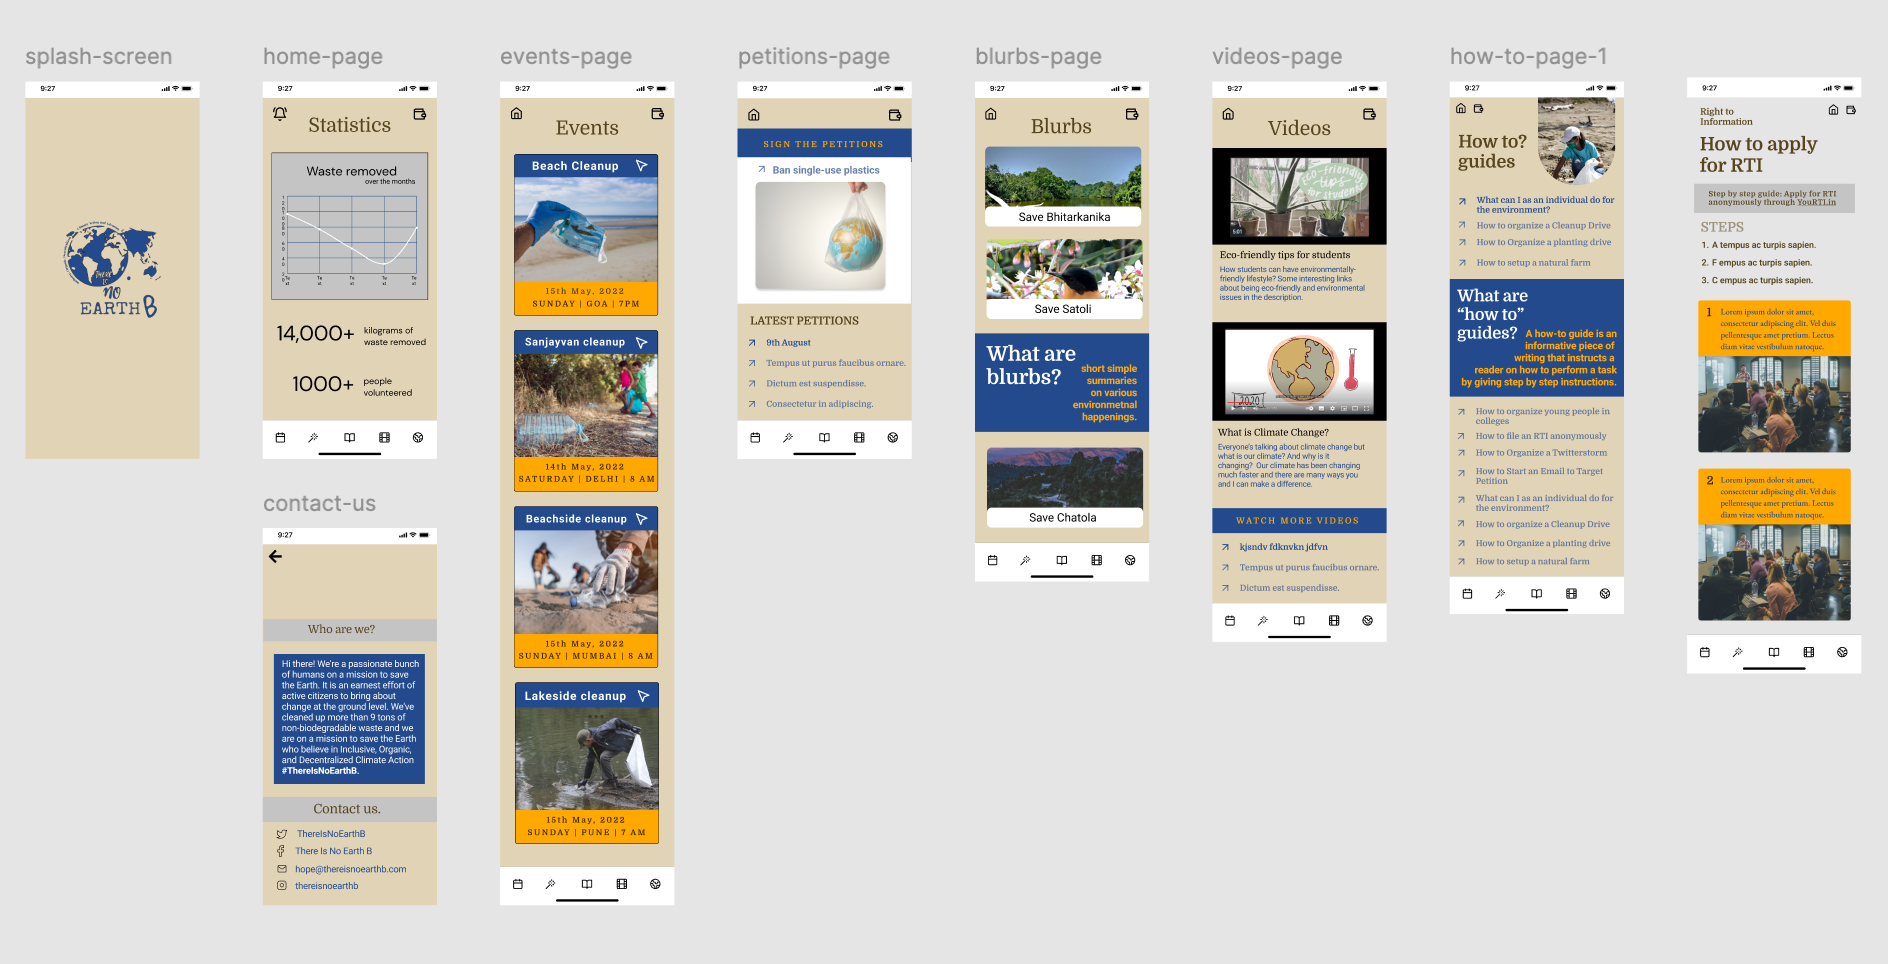 splash-screen
9:27
THERE
IS
NO
EARTH B
home-page
9:27
Statistics
Waste removed
over the months
14,000+ kilograms of
waste removed
1000+ people
volunteered
contact-us
9:27
Who are we?
Hi there! We're a passionate bunch
of humans on a mission to save
the Earth. It is an earnest effort of
active citizens to bring about
change at the ground level. We've
cleaned up more than 9 tons of
non-biodegradable waste and we
are on a mission to save the Earth
who believe in Inclusive, Organic,
and Decentralized Climate Action
#ThereIsNoEarthB.
Contact us.
ThereIsNoEarthB
There Is No Earth B
hope@thereisnoearthb.com
thereisnoearthb
events-page
9:27
Events
Beach Cleanup
15th May, 2022
SUNDAY | GOA | 7PM
Sanjayvan cleanup
14th May, 2022
SATURDAY | DELHI | 8 AM
Beachside cleanup
15th May, 2022
SUNDAY | MUMBAI | 8 AM
Lakeside cleanup
15th May, 2022
SUNDAY | PUNE | 7 AM
petitions-page
9:27
SIGN THE PETITIONS
Ban single-use plastics
LATEST PETITIONS
9th August
Tempus ut purus faucibus ornare.
Dictum est suspendisse.
Consectetur in adipiscing.
blurbs-page
9:27
Blurbs
Save Bhitarkanika
Save Satoli
What are
blurbs?
short simple
summaries
on various
environmetnal
happenings.
Save Chatola
videos-page
9:27
Videos
eco-friendly
tips
for students
5:01
Eco-friendly tips for students
How students can have environmentally-
friendly lifestyle? Some interesting links
about being eco-friendly and environmental
issues in the description.
2020
What is Climate Change?
Everyone's talking about climate change but
what is our climate? And why is it
changing? Our climate has been changing
much faster and there are many ways you
and I can make a difference.
WATCH MORE VIDEOS
kjsndv fdknvkn jdfvn
Tempus ut purus faucibus ornare.
Dictum est suspendisse.
how-to-page-1
9:27
How to?
guides
What can I as an individual do for
the environment?
How to organize a Cleanup Drive
How to Organize a planting drive
How to setup a natural farm
What are
“how to”
guides? A how-to guide is an
informative piece of
writing that instructs a
reader on how to perform a task
by giving step by step instructions.
How to organize young people in
colleges
How to file an RTI anonymously
How to Organize a Twitterstorm
How to Start an Email to Target
Petition
What can I as an individual do for
the environment?
How to organize a Cleanup Drive
How to Organize a planting drive
How to setup a natural farm
9:27
Right to
Information
How to apply
for RTI
Step by step guide: Apply for RTI
anonymously through YouRTI.in
STEPS
1. A tempus ac turpis sapien.
2. F empus ac turpis sapien.
3. C empus ac turpis sapien.
1 Lorem ipsum dolor sit amet,
consectetur adipiscing elit. Vel duis
pellentesque amet pretium. Lectus
diam vitae vestibulum natoque.
2 Lorem ipsum dolor sit amet,
consectetur adipiscing elit. Vel duis
pellentesque amet pretium. Lectus
diam vitae vestibulum natoque.